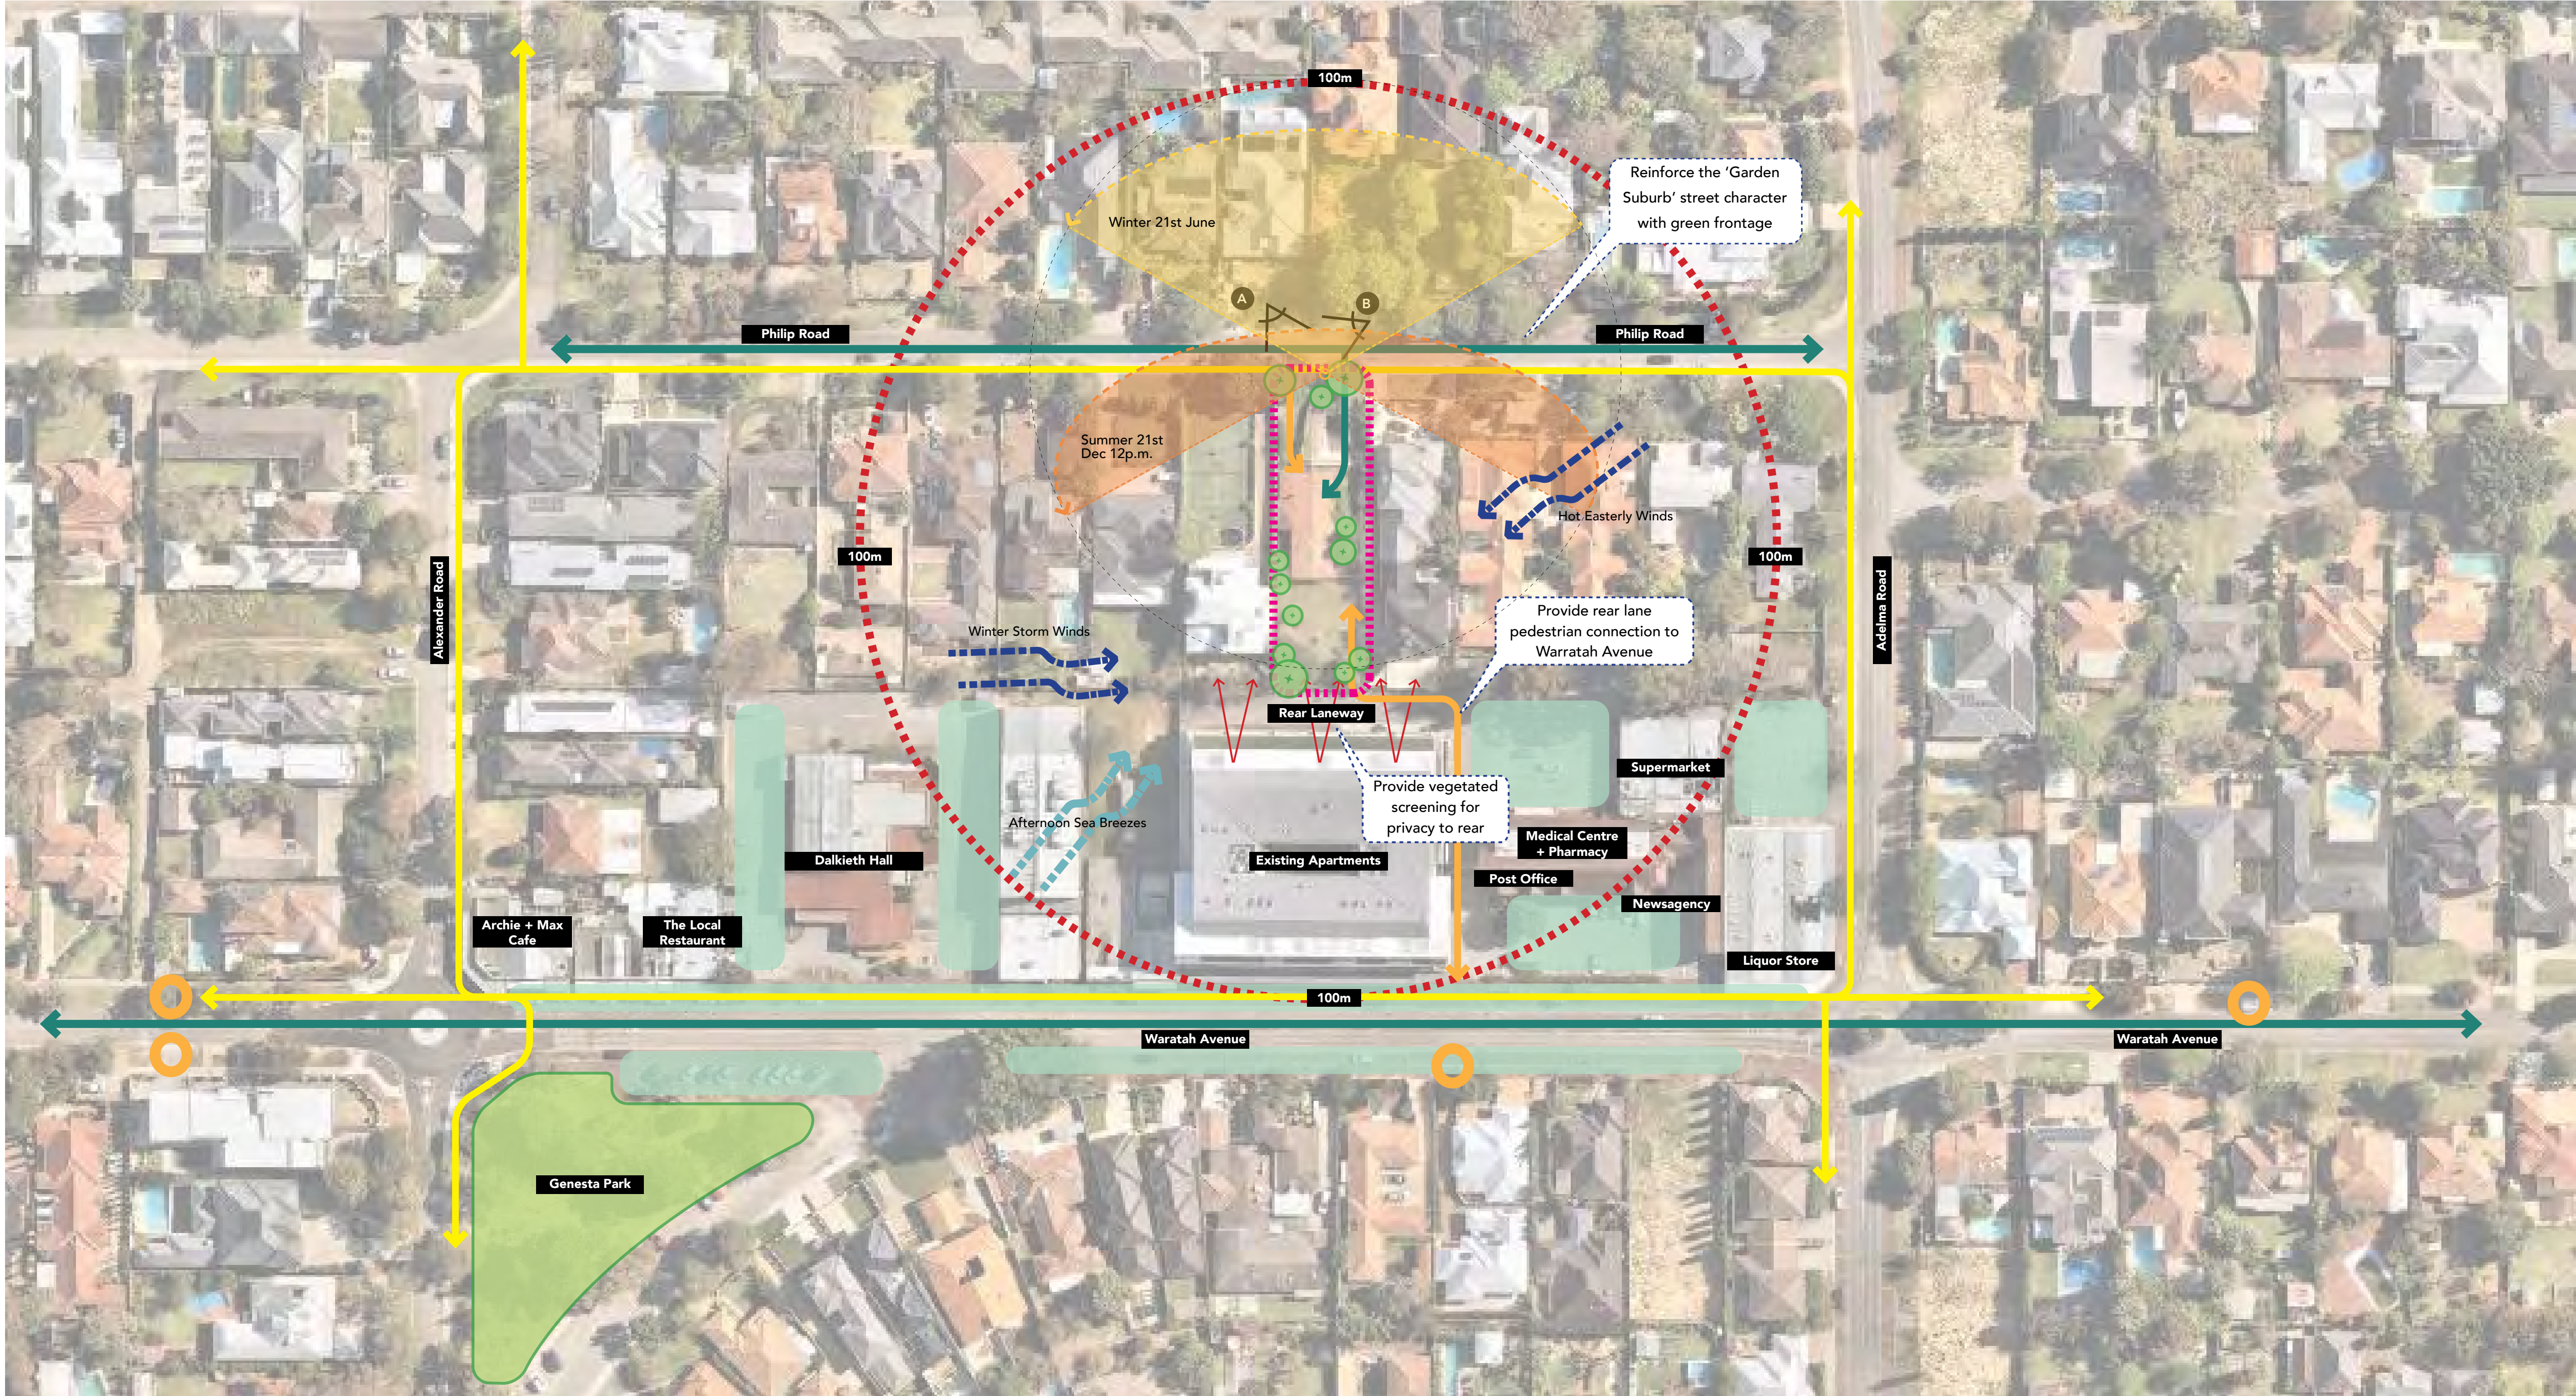 100m
Reinforce the ‘Garden
Suburb’ street character
with green frontage
Winter 21st June
A
B
Philip Road
Philip Road
Summer 21st
Dec 12p.m.
Hot Easterly Winds
100m
100m
Alexander Road
Adelma Road
Winter Storm Winds
Provide rear lane
pedestrian connection to
Warratah Avenue
Rear Laneway
Supermarket
Provide vegetated
screening for
privacy to rear
Afternoon Sea Breezes
Medical Centre
+ Pharmacy
Dalkieth Hall
Existing Apartments
Post Office
Newsagency
Archie + Max
Cafe
The Local
Restaurant
Liquor Store
100m
Waratah Avenue
Waratah Avenue
Genesta Park